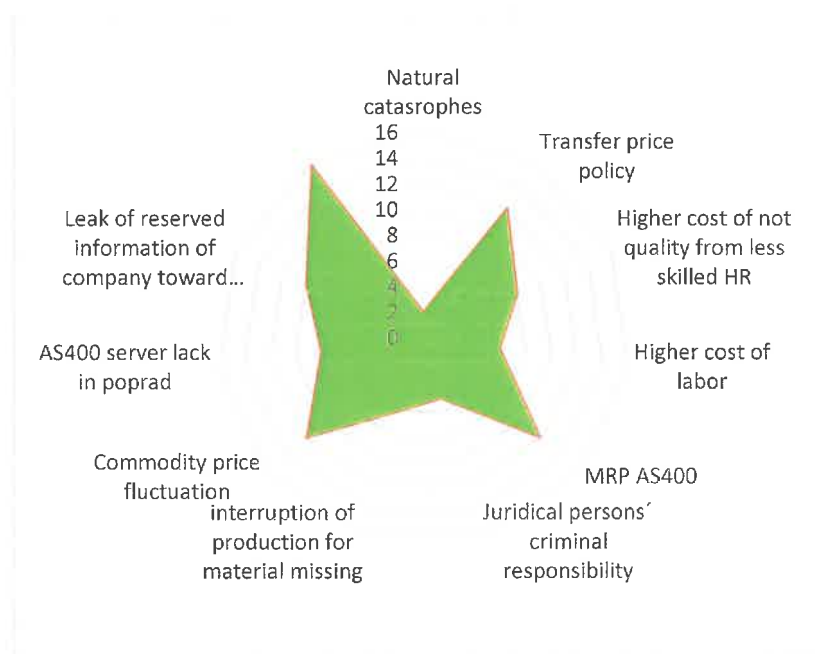 Natural
catasrophes
16
14
12
10
8
6
4
2
0
Transfer price
policy
Higher cost of not
quality from less
skilled HR
Higher cost of
labor
MRP AS400
Juridical persons´
criminal
responsibility
interruption of
production for
material missing
Commodity price
fluctuation
AS400 server lack
in poprad
Leak of reserved
information of
company toward...